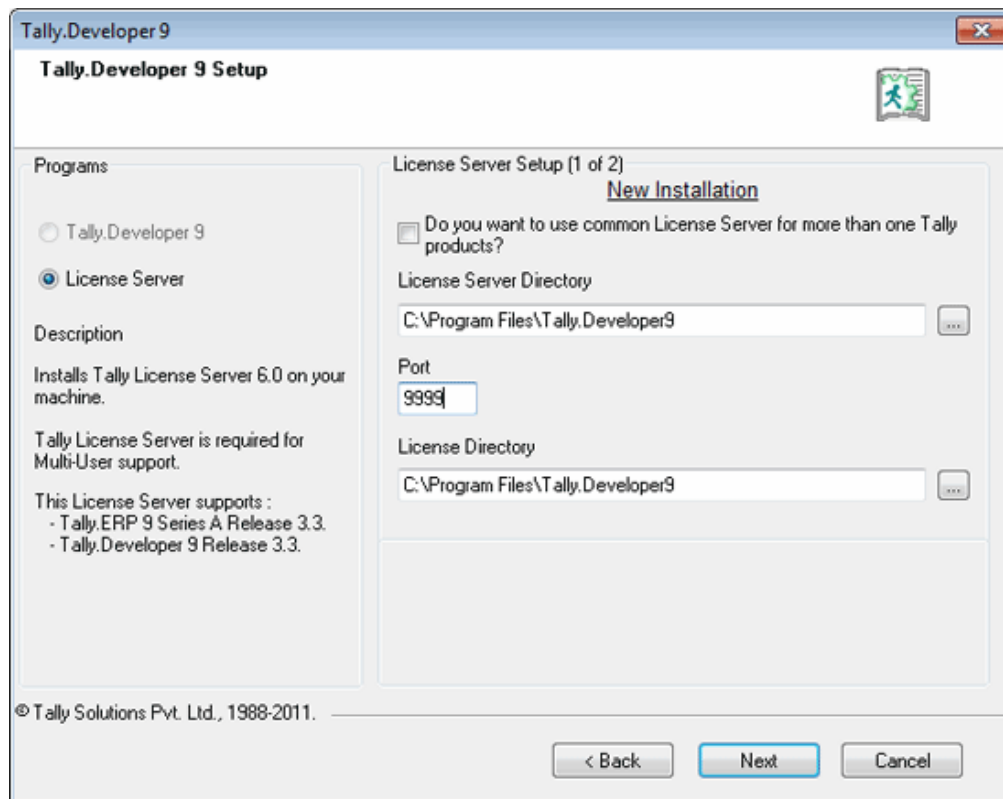 Tally.Developer 9
Tally.Developer 9 Setup
Programs
Tally.Developer 9
License Server
Description
Installs Tally License Server 6.0 on your
machine.
Tally License Server is required for
Multi-User support.
This License Server supports :
- Tally.ERP 9 Series A Release 3.3.
- Tally.Developer 9 Release 3.3.
License Server Setup (1 of 2)
New Installation
Do you want to use common License Server for more than one Tally
products?
License Server Directory
C:\Program Files\Tally.Developer9
...
Port
9999
License Directory
C:\Program Files\Tally.Developer9
...
© Tally Solutions Pvt. Ltd., 1988-2011.
< Back
Next
Cancel